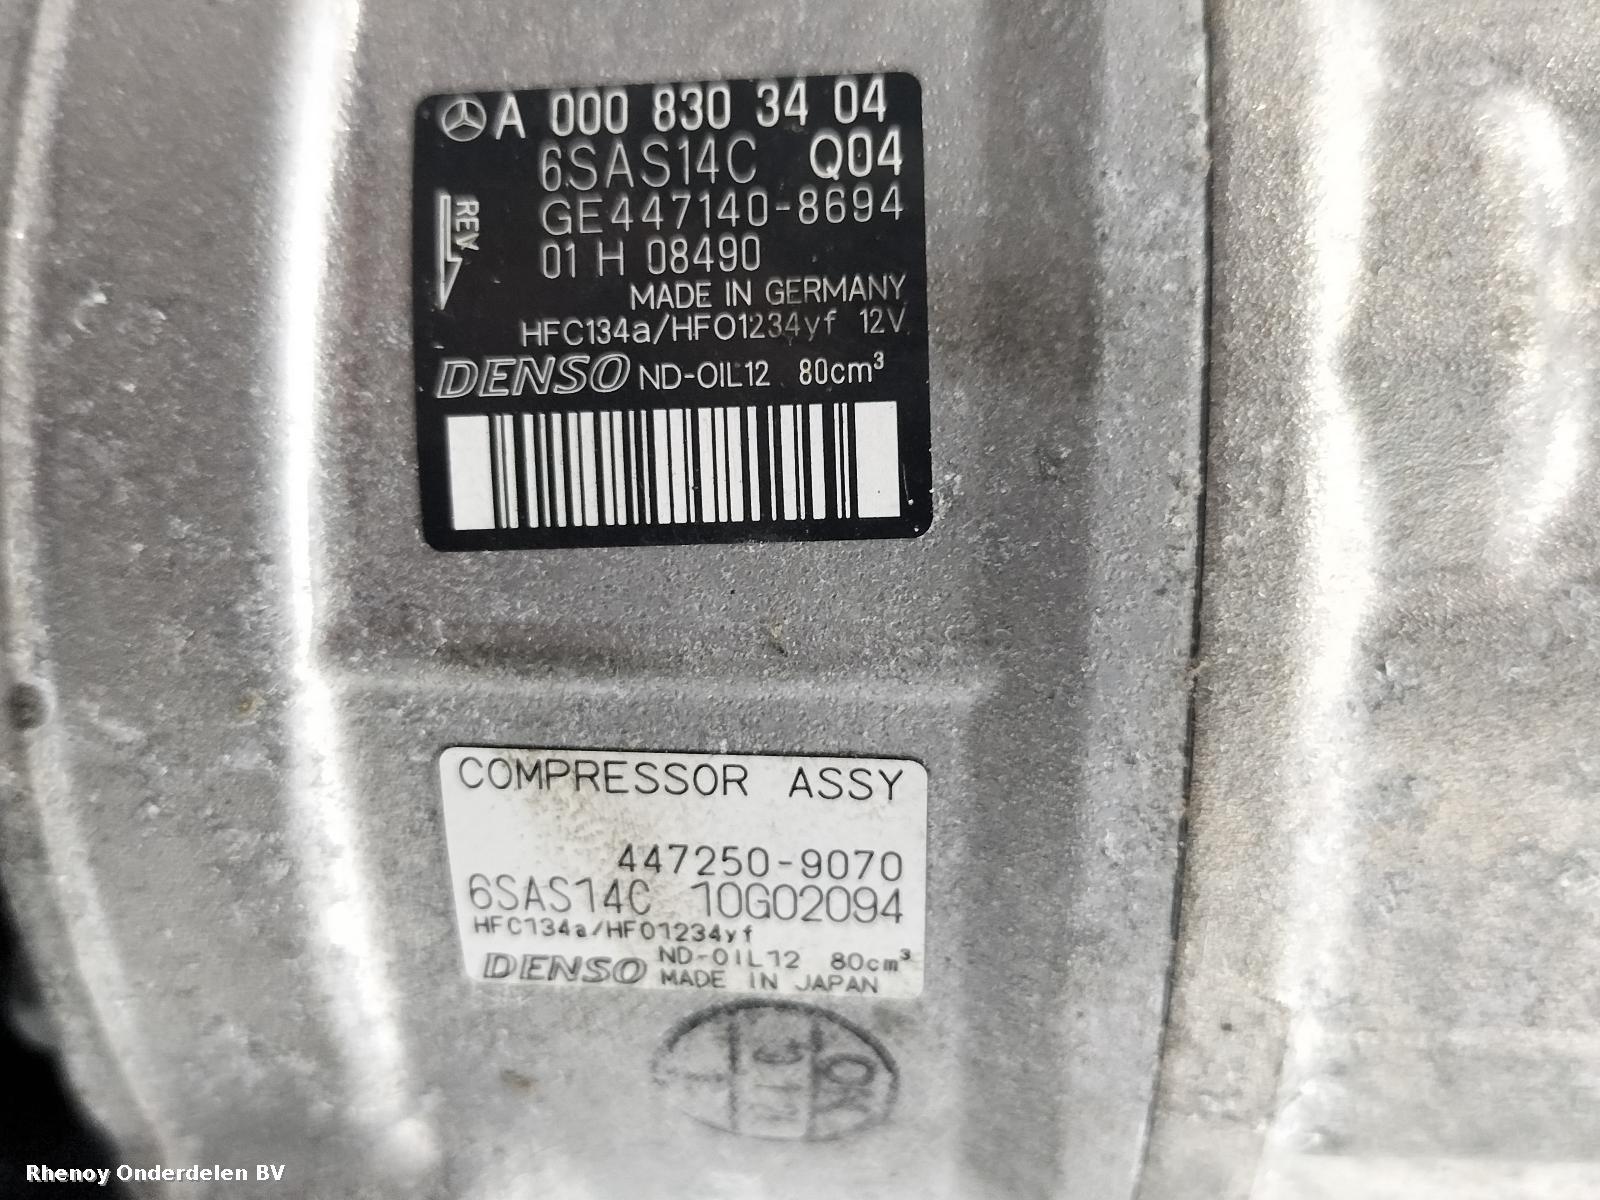 A 000 830 34 04
6SAS14C Q04
REV
GE447140-8694
01 H 08490
MADE IN GERMANY
HFC134a/HFO1234yf 12V
DENSO ND-OIL12 80cm³
COMPRESSOR ASSY
447250-9070
6SAS14C 10G02094
HFC134a/HFO1234yf
DENSO ND-OIL12 80cm³
MADE IN JAPAN
OK
Rhenoy Onderdelen BV